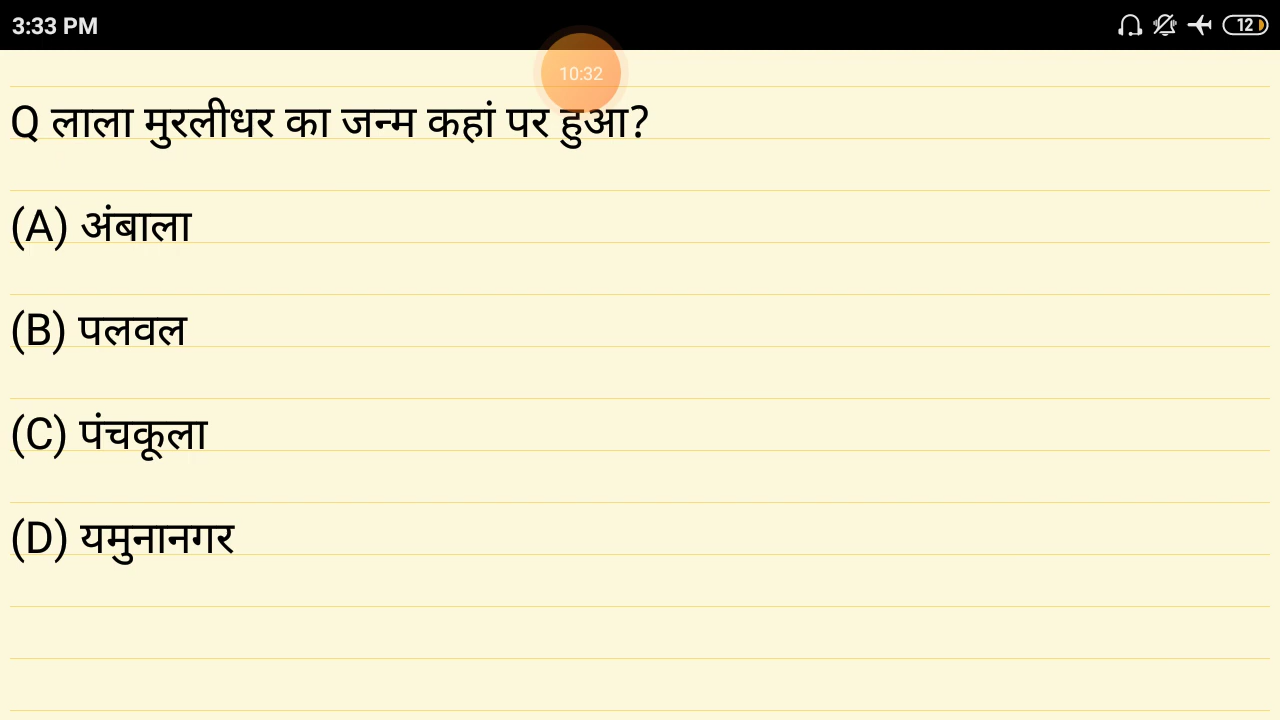 3:33 PM
12
10:32
Q लाला मुरलीधर का जन्म कहां पर हुआ?
(A) अंबाला
(B) पलवल
(C) पंचकूला
(D) यमुनानगर